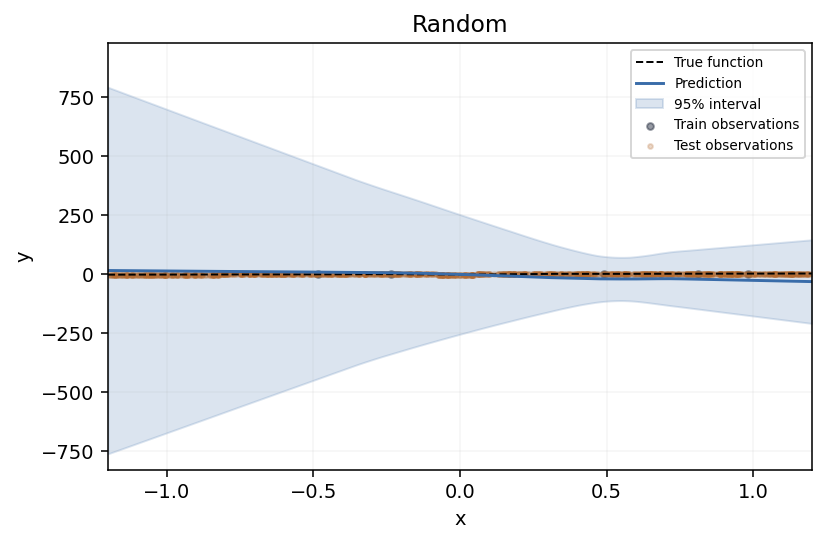 Random
True function
Prediction
95% interval
Train observations
Test observations
y
750
500
250
0
−250
−500
−750
−1.0
−0.5
0.0
0.5
1.0
x